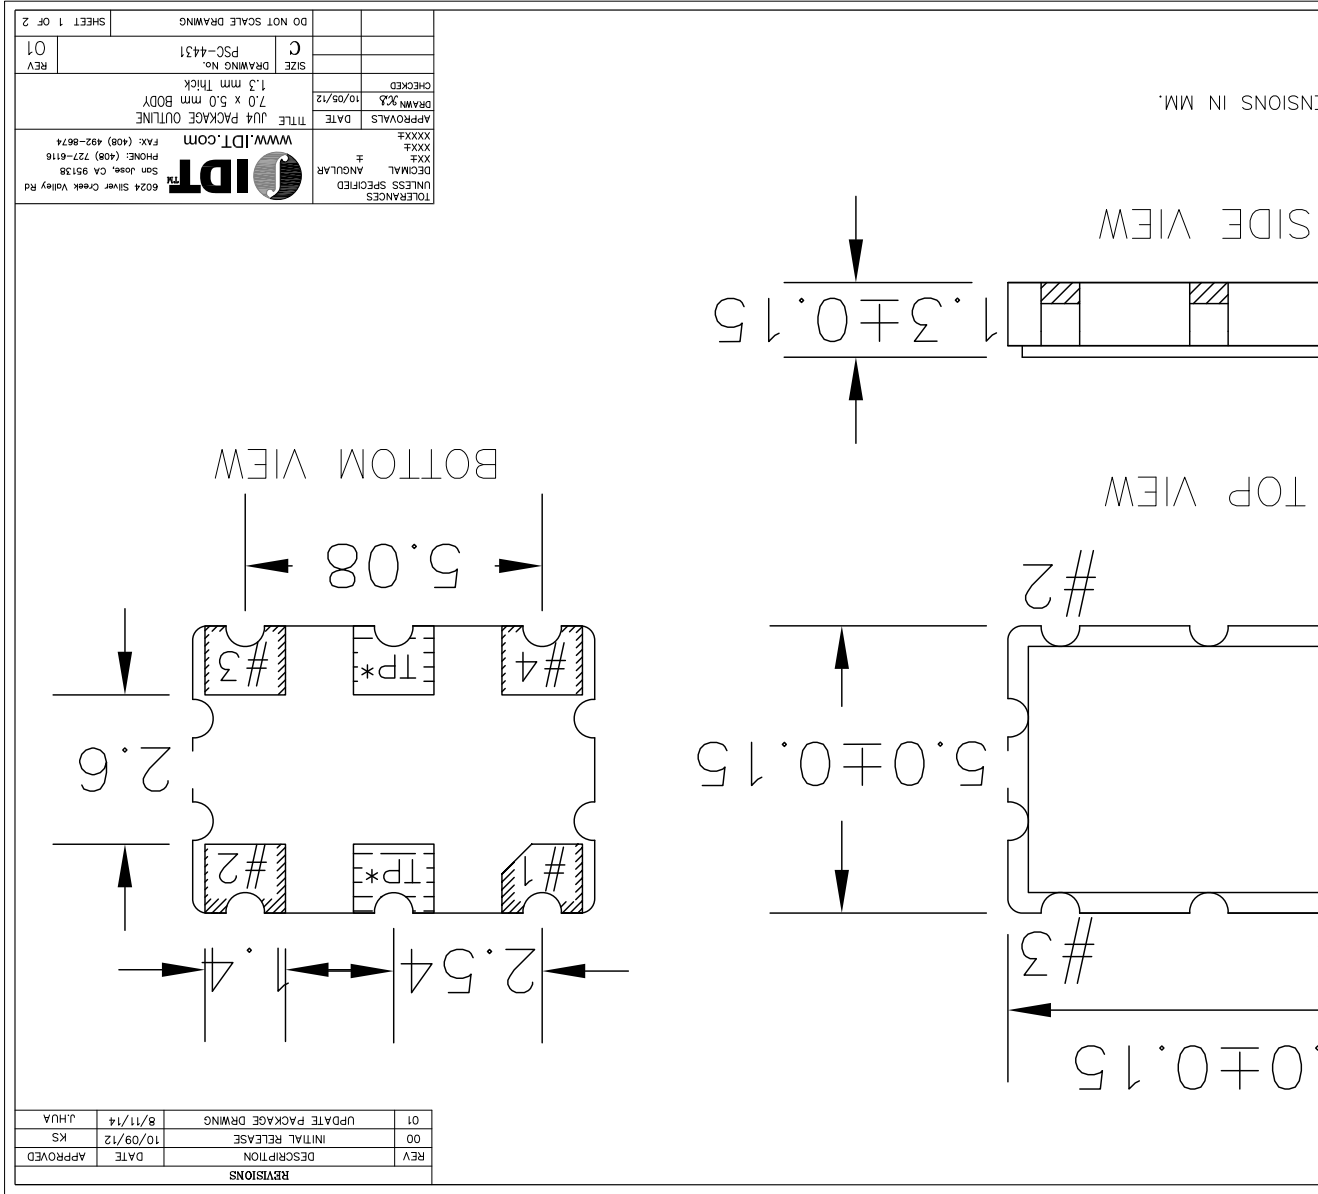 REVISIONS
REV DESCRIPTION DATE APPROVED
00 INITIAL RELEASE 10/09/12 KS
01 UPDATE PACKAGE DRWING 8/11/14 J.HUA
.0±0.15
#3
2.54 1.4
#1 TP* #2
5.0±0.15
2.6
#4 TP* #3
#2
5.08
TOP VIEW
BOTTOM VIEW
1.3±0.15
SIDE VIEW
ENSIONS IN MM.
TOLERANCES
UNLESS SPECIFIED
DECIMAL ANGULAR
XX± ±
XXX±
XXXX±
IDT™
www.IDT.com
6024 Silver Creek Valley Rd
San Jose, CA 95138
PHONE: (408) 727-6116
FAX: (408) 492-8674
APPROVALS DATE
DRAWN 10/05/12
CHECKED
TITLE JU4 PACKAGE OUTLINE
7.0 x 5.0 mm BODY
1.3 mm Thick
SIZE DRAWING No. REV
C PSC-4431 01
DO NOT SCALE DRAWING SHEET 1 OF 2